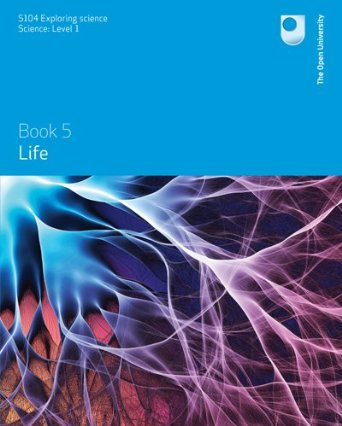 S104 Exploring science
Science: Level 1
The Open University
Book 5
Life